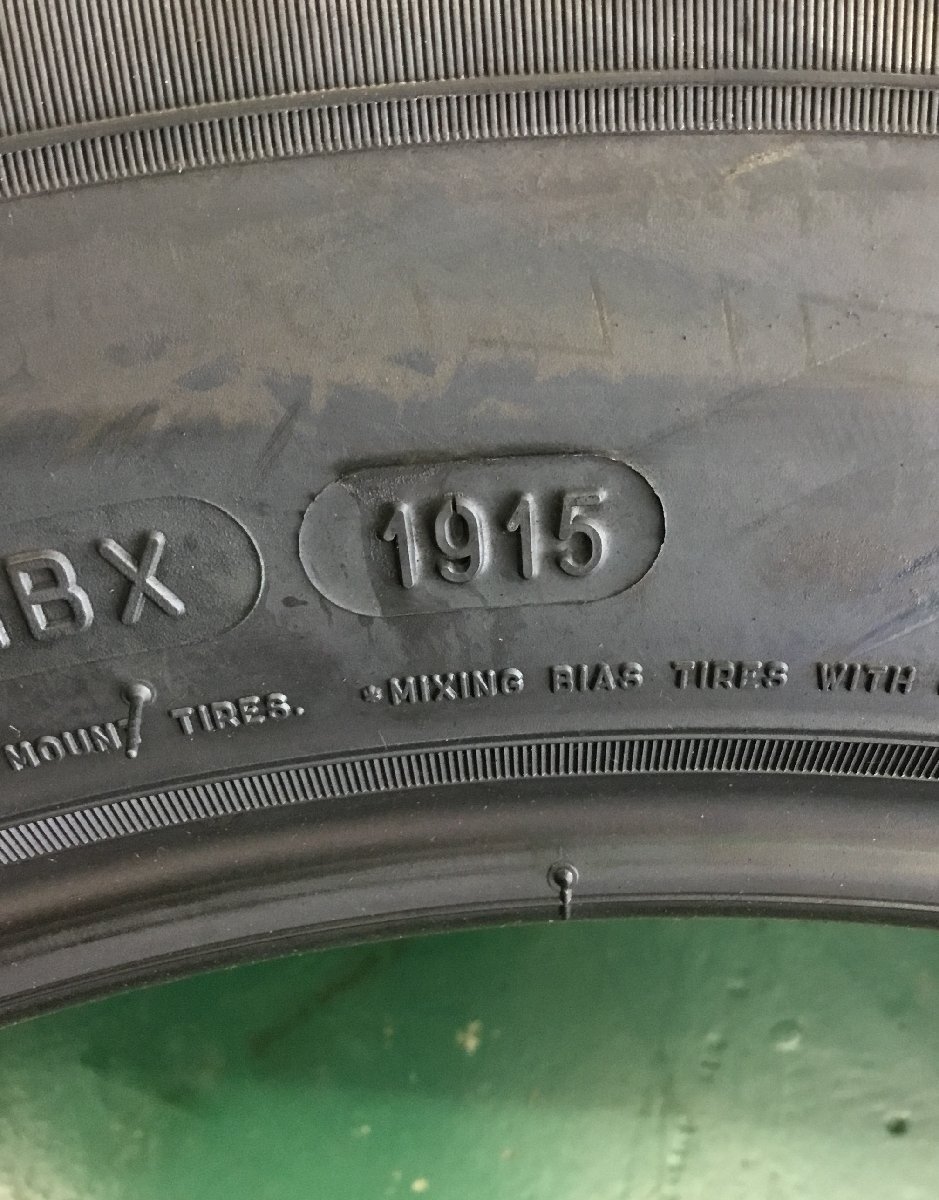 BX 1915
MOUNT TIRES. *MIXING BIAS TIRES WITH